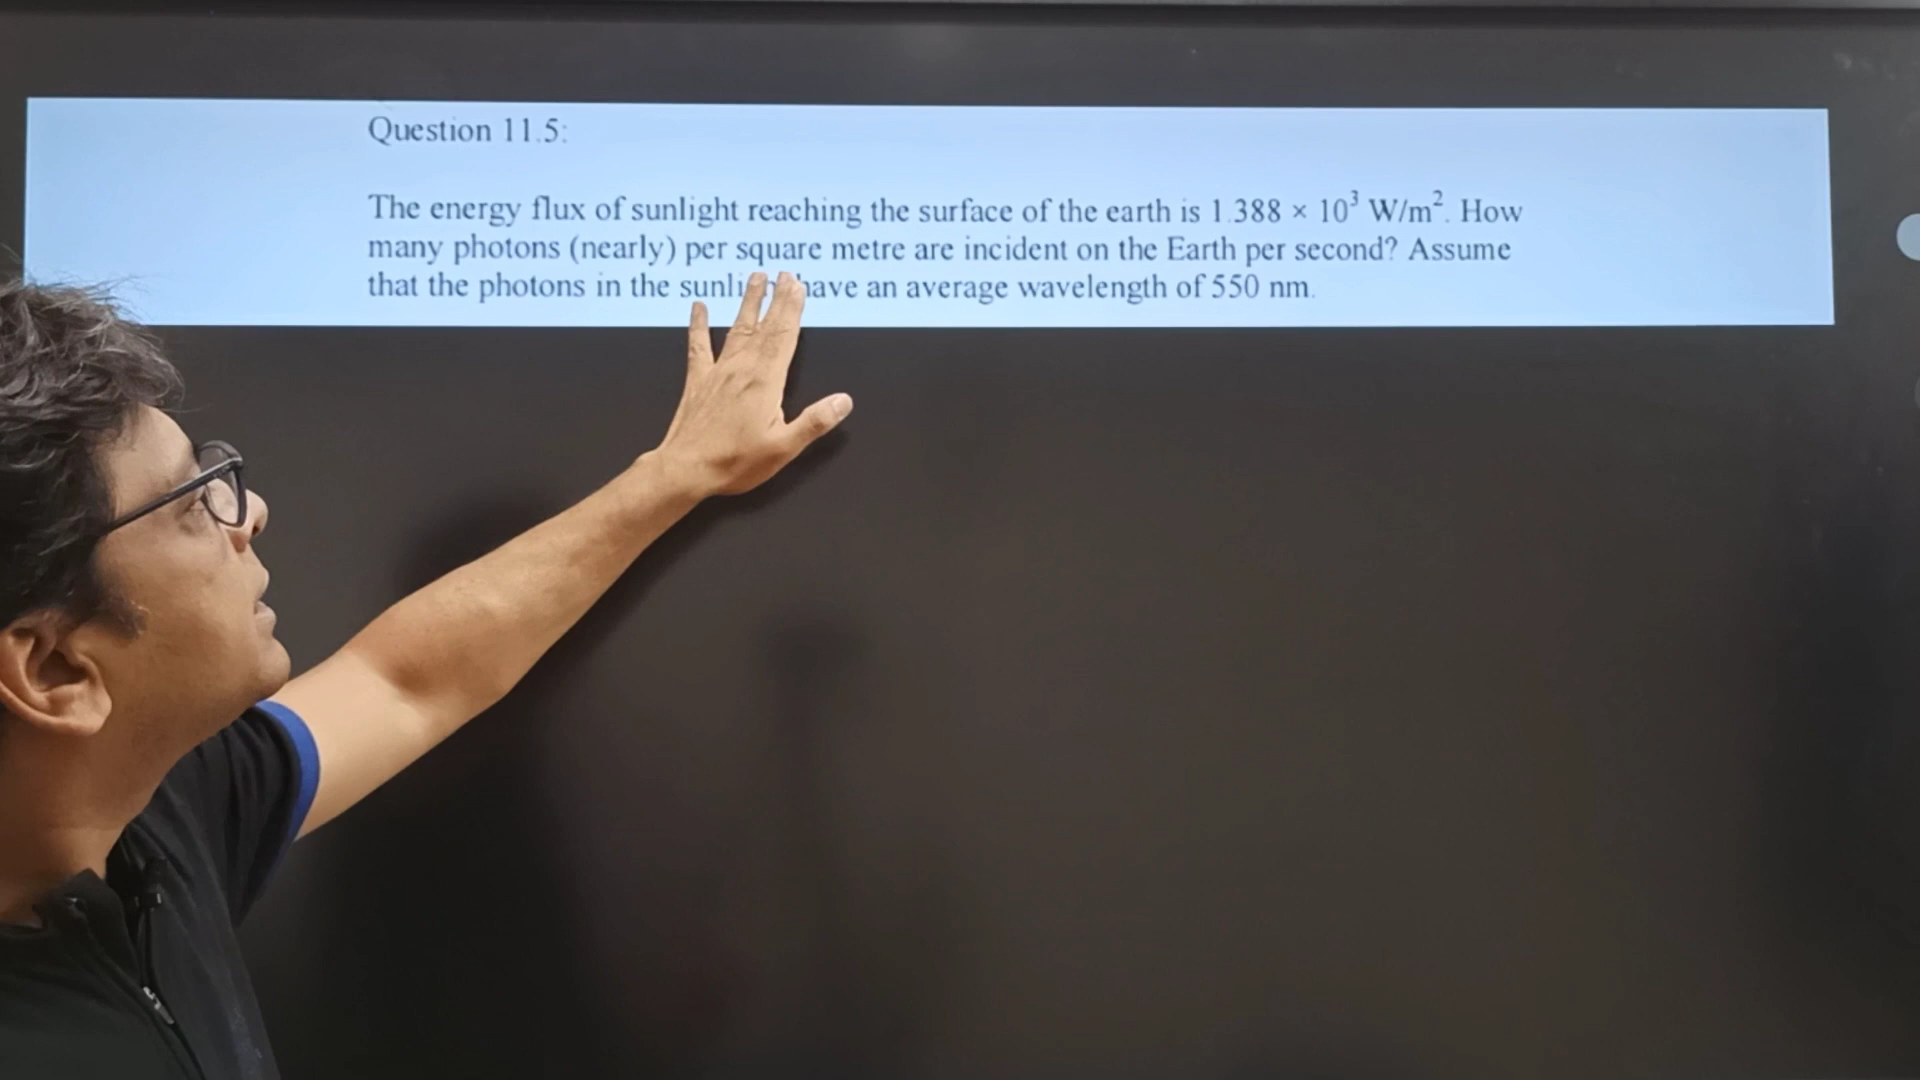 Question 11.5:
The energy flux of sunlight reaching the surface of the earth is 1.388 × 10³ W/m². How
many photons (nearly) per square metre are incident on the Earth per second? Assume
that the photons in the sunlight have an average wavelength of 550 nm.